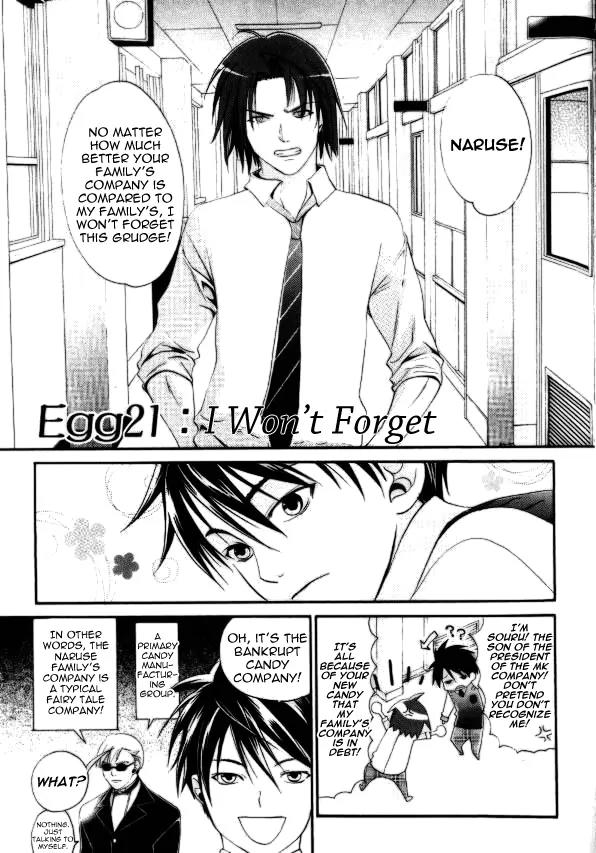 NARUSE!
NO MATTER
HOW MUCH
BETTER YOUR
FAMILY'S
COMPANY IS
COMPARED TO
MY FAMILY'S, I
WON'T FORGET
THIS GRUDGE!
Egg21 : I Won't Forget
??
I'M
SOURU! THE
SON OF THE
PRESIDENT
OF THE MK
COMPANY!
DON'T
PRETEND
YOU DON'T
RECOGNIZE
ME!
IT'S
ALL
BECAUSE
OF YOUR
NEW
CANDY
THAT
MY
FAMILY'S
COMPANY
IS IN
DEBT!
OH, IT'S THE
BANKRUPT
CANDY
COMPANY!
A
PRIMARY
CANDY
MANU-
FACTUR-
ING
GROUP.
IN OTHER
WORDS, THE
NARUSE
FAMILY'S
COMPANY IS
A TYPICAL
FAIRY TALE
COMPANY!
WHAT?
NOTHING.
JUST
TALKING TO
MYSELF.